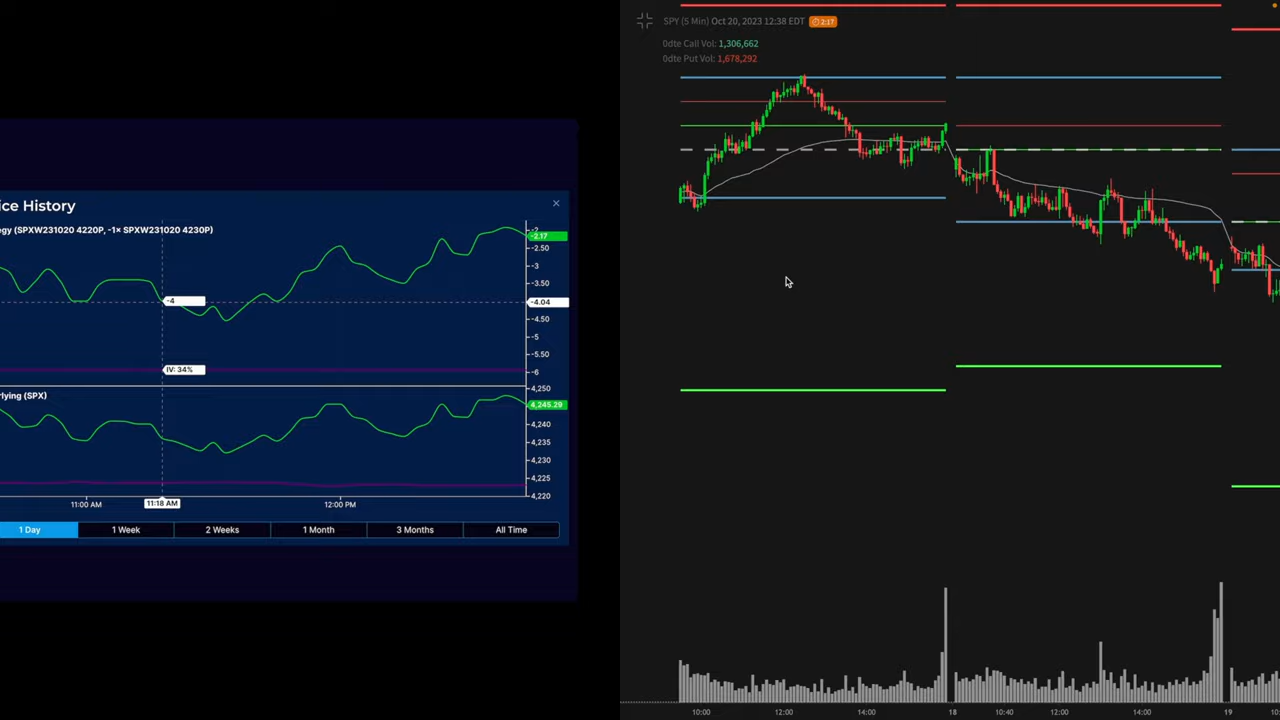 ice History
egy (SPXW231020 4220P, -1× SPXW231020 4230P)
-2
-2.17
-2.50
-3
-3.50
-4
-4.04
-4.50
-5
-5.50
IV: 34%
-6
rlying (SPX)
4,250
4,245.29
4,240
4,235
4,230
4,225
4,220
11:00 AM
11:18 AM
12:00 PM
1 Day
1 Week
2 Weeks
1 Month
3 Months
All Time
SPY (5 Min) Oct 20, 2023 12:38 EDT 2:17
0dte Call Vol: 1,306,662
0dte Put Vol: 1,678,292
10:00
12:00
14:00
18
10:40
12:00
14:00
19